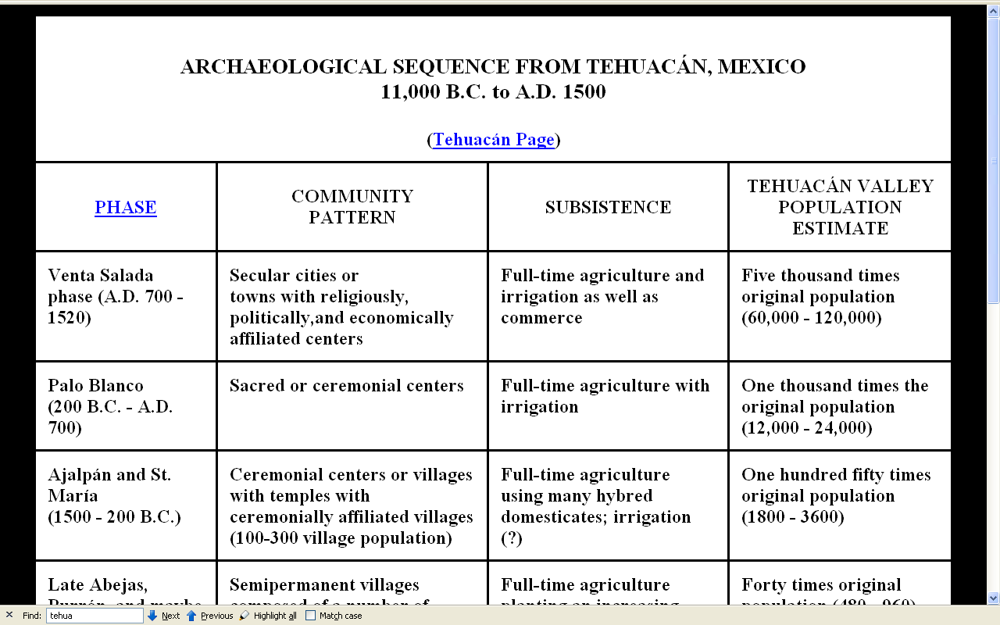 ARCHAEOLOGICAL SEQUENCE FROM TEHUACÁN, MEXICO
11,000 B.C. to A.D. 1500
(Tehuacán Page)
PHASE
COMMUNITY
PATTERN
SUBSISTENCE
TEHUACÁN VALLEY
POPULATION
ESTIMATE
Venta Salada
phase (A.D. 700 -
1520)
Secular cities or
towns with religiously,
politically,and economically
affiliated centers
Full-time agriculture and
irrigation as well as
commerce
Five thousand times
original population
(60,000 - 120,000)
Palo Blanco
(200 B.C. - A.D.
700)
Sacred or ceremonial centers
Full-time agriculture with
irrigation
One thousand times the
original population
(12,000 - 24,000)
Ajalpán and St.
María
(1500 - 200 B.C.)
Ceremonial centers or villages
with temples with
ceremonially affiliated villages
(100-300 village population)
Full-time agriculture
using many hybred
domesticates; irrigation
(?)
One hundred fifty times
original population
(1800 - 3600)
Late Abejas,
Purrón, and maybe
Semipermanent villages
composed of a number of
Full-time agriculture
planting an increasing
Forty times original
population (480 - 960)
Find: tehua Next Previous Highlight all Match case